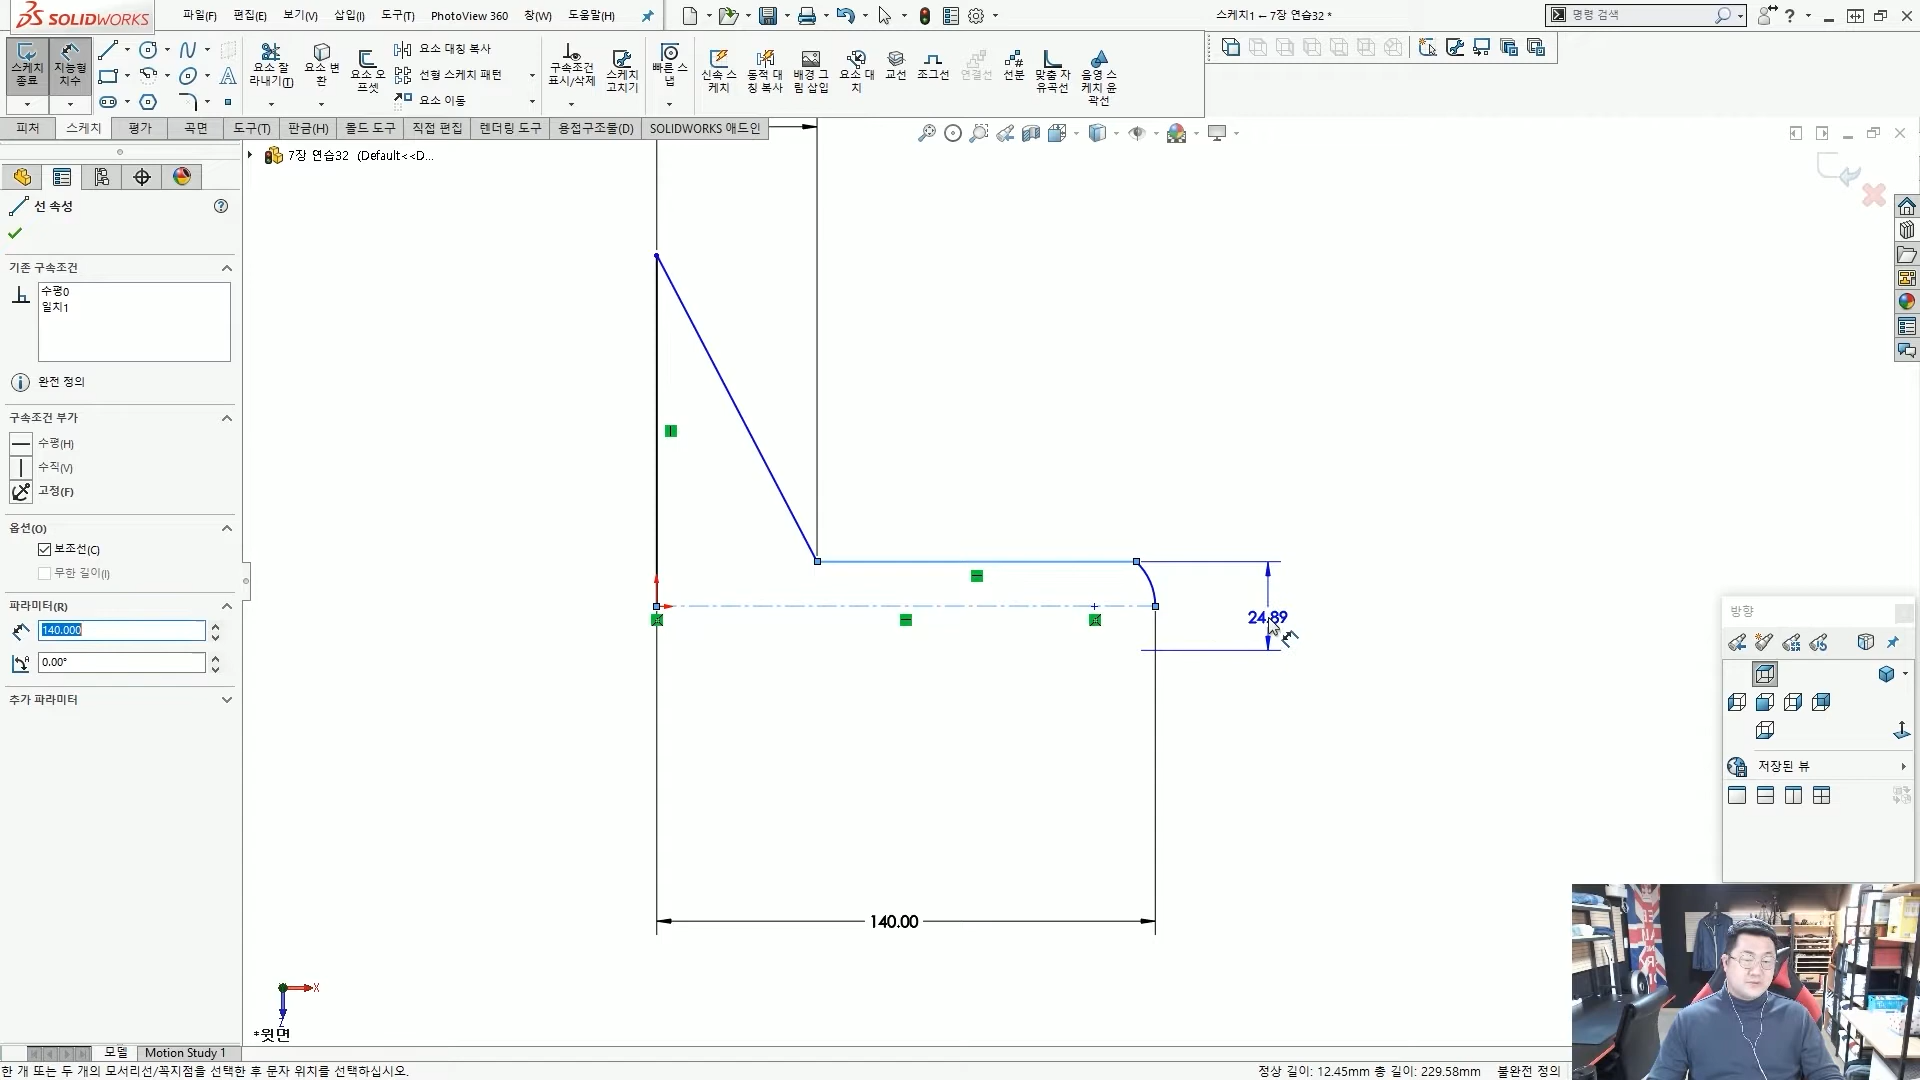 SOLIDWORKS
파일(F) 편집(E) 보기(V) 삽입(I) 도구(T) PhotoView 360 창(W) 도움말(H)
스케치1 ← 7장 연습32 *
명령 검색
?
스케치 종료
지능형 치수
요소 잘라내기(T)
요소 변환
요소 오프셋
요소 대칭 복사
선형 스케치 패턴
요소 이동
구속조건 표시/삭제
스케치 고치기
빠른 스냅
신속 스케치
동적 대칭 복사
배경 그림 삽입
요소 대치
교선
조그선
연결선
선분
맞춤 자유곡선
음영 스케치 윤곽선
피처 스케치 평가 곡면 도구(T) 판금(H) 몰드 도구 직접 편집 렌더링 도구 용접구조물(D) SOLIDWORKS 애드인
7장 연습32 (Default<<D...
선 속성
기존 구속조건
수평0
일치1
완전 정의
구속조건 부가
수평(H)
수직(V)
고정(F)
옵션(O)
보조선(C)
무한 길이(I)
파라미터(R)
140.000
0.00°
추가 파라미터
24.89
140.00
방향
저장된 뷰
X
Z
*윗면
모델 Motion Study 1
한 개 또는 두 개의 모서리선/꼭지점을 선택한 후 문자 위치를 선택하십시오.
정상 길이: 12.45mm 총 길이: 229.58mm 불완전 정의